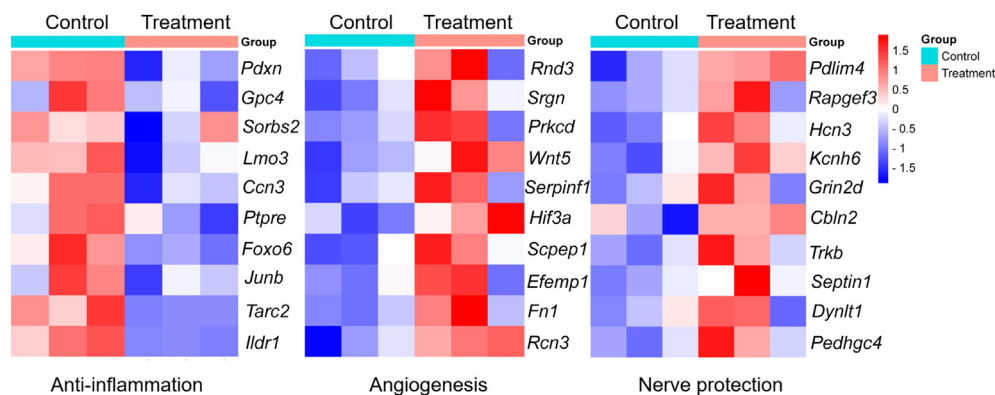 Control Treatment
Group
Pdxn
Gpc4
Sorbs2
Lmo3
Ccn3
Ptpre
Foxo6
Junb
Tarc2
Ildr1
Anti-inflammation
Control Treatment
Group
Rnd3
Srgn
Prkcd
Wnt5
Serpinf1
Hif3a
Scpep1
Efemp1
Fn1
Rcn3
Angiogenesis
Control Treatment
Group
Pdlim4
Rapgef3
Hcn3
Kcnh6
Grin2d
Cbln2
Trkb
Septin1
Dynlt1
Pedhgc4
Nerve protection
Group
Control
Treatment
1.5
1
0.5
0
- 0.5
- 1
- 1.5